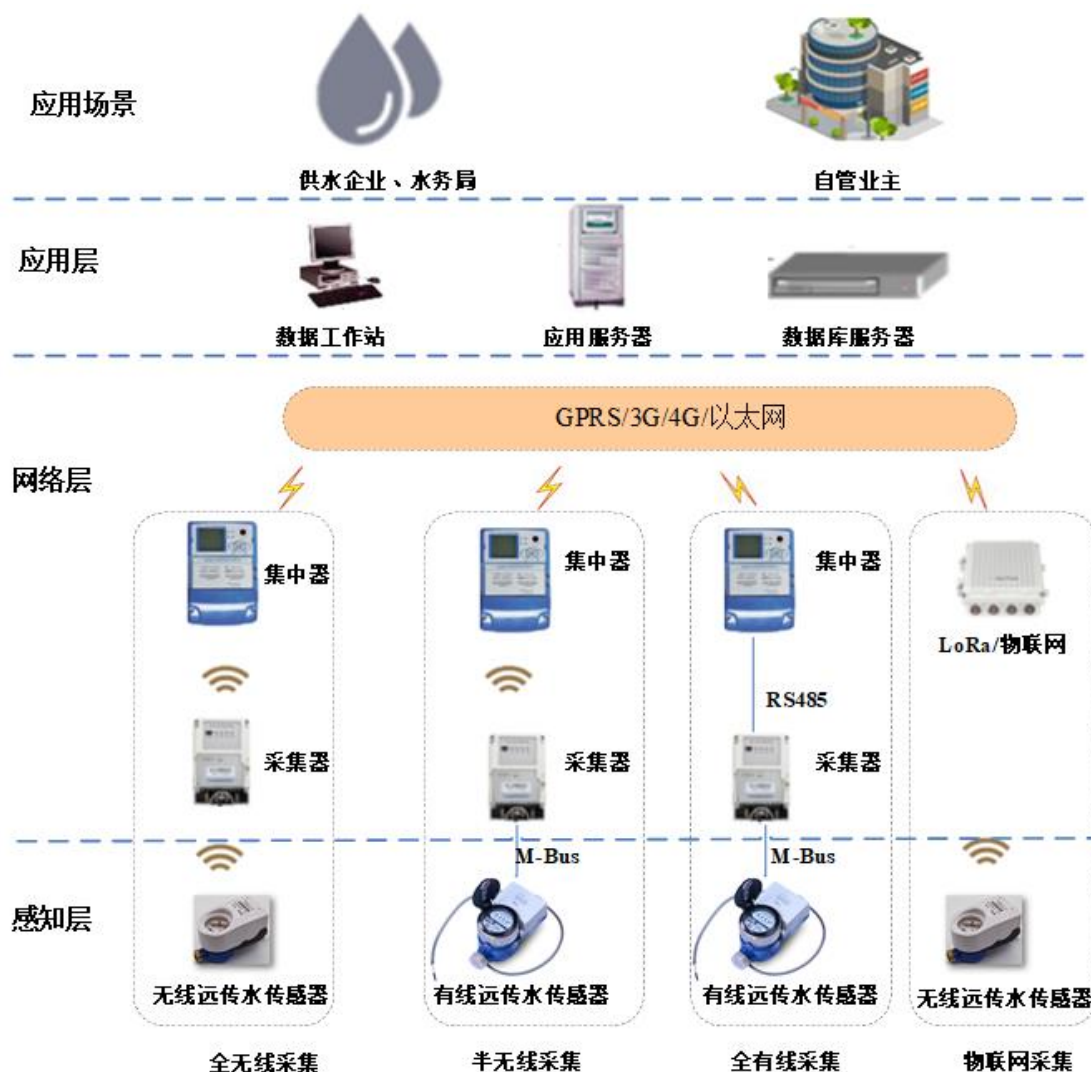 应用场景
供水企业、水务局
自管业主
应用层
数据工作站
应用服务器
数据库服务器
GPRS/3G/4G/以太网
网络层
集中器
集中器
集中器
LoRa/物联网
RS485
采集器
采集器
采集器
M-Bus
M-Bus
感知层
无线远传水传感器
有线远传水传感器
有线远传水传感器
无线远传水传感器
全无线采集
半无线采集
全有线采集
物联网采集